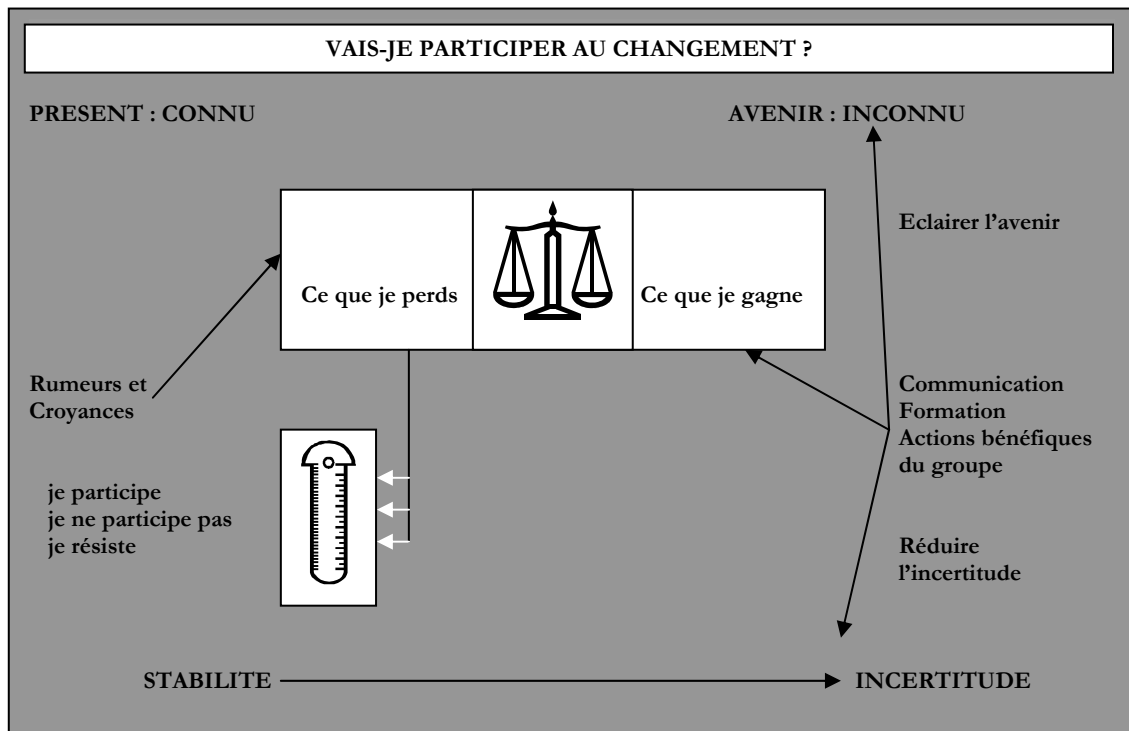 VAIS-JE PARTICIPER AU CHANGEMENT ?
PRESENT : CONNU
AVENIR : INCONNU
Eclairer l’avenir
Ce que je perds
Ce que je gagne
Rumeurs et
Croyances
Communication
Formation
Actions bénéfiques
du groupe
je participe
je ne participe pas
je résiste
Réduire
l’incertitude
STABILITE
INCERTITUDE